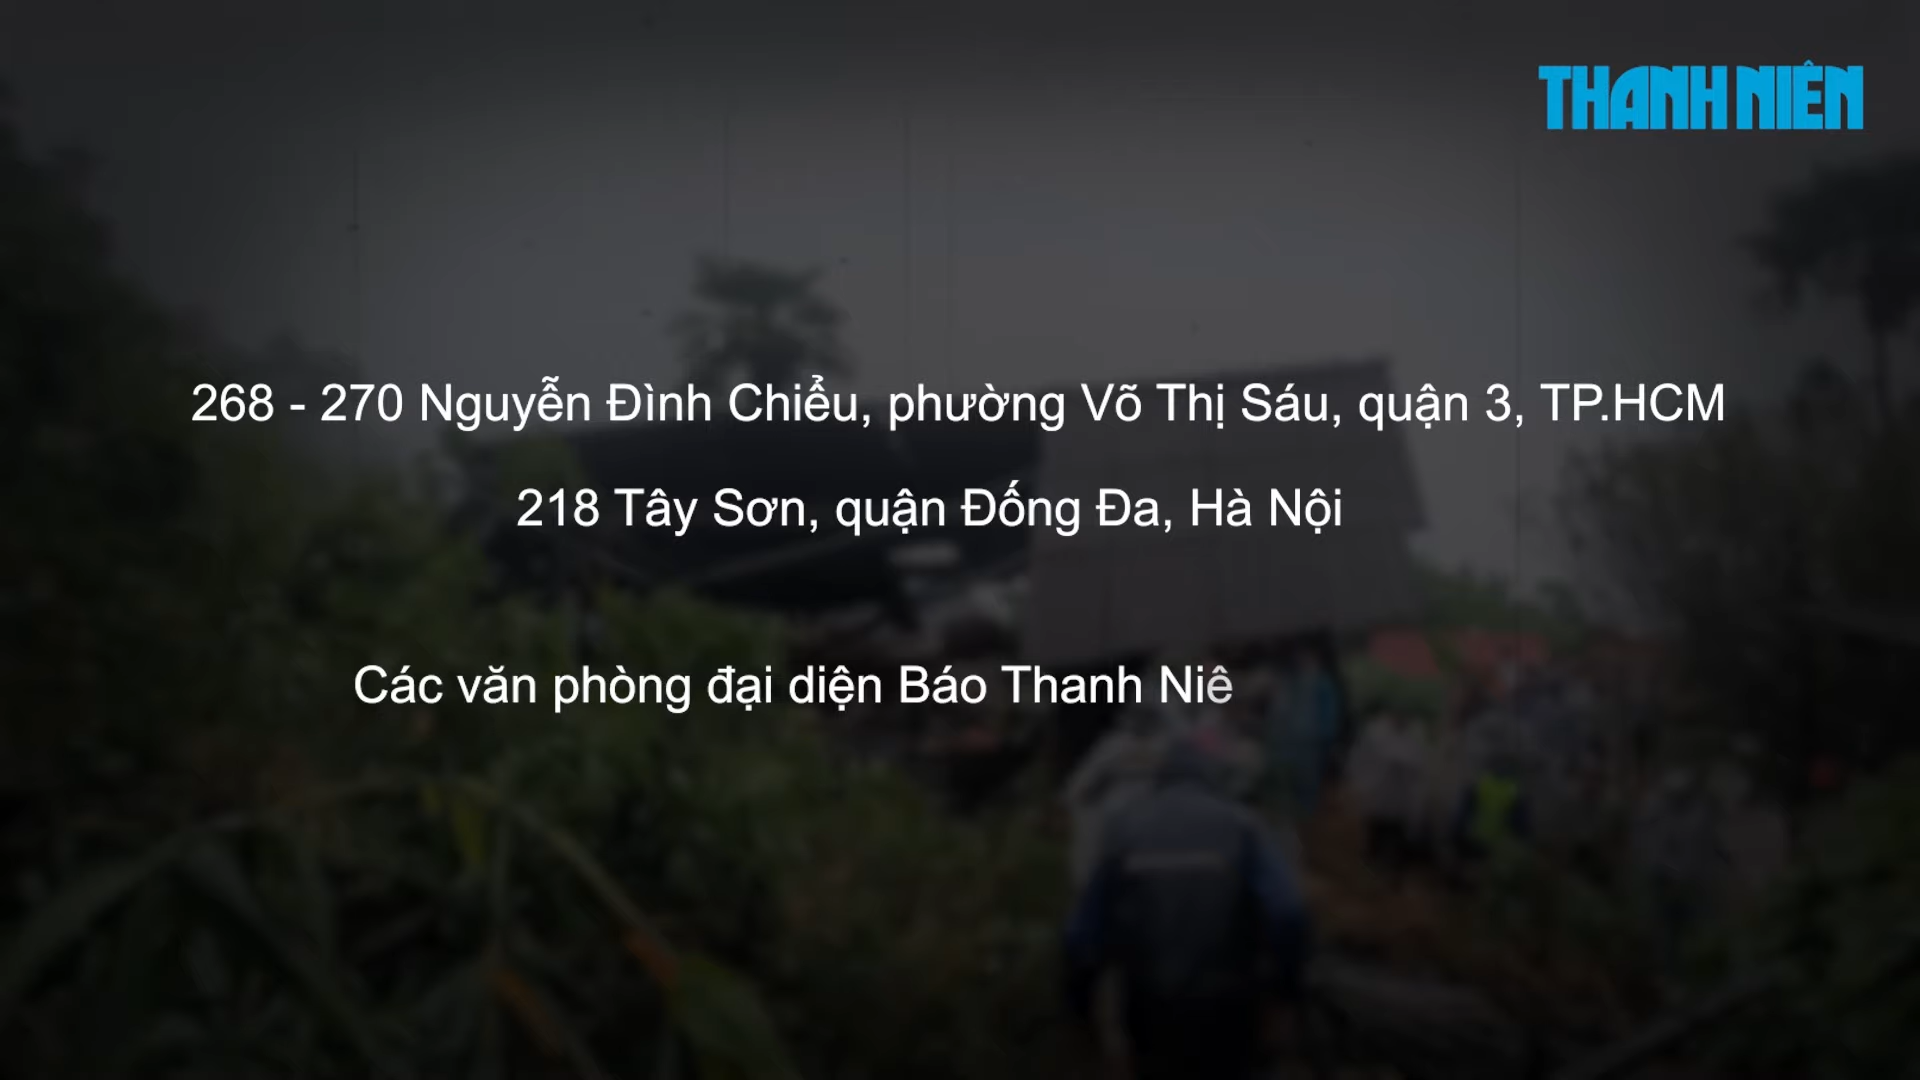 THANH NIÊN
268 - 270 Nguyễn Đình Chiểu, phường Võ Thị Sáu, quận 3, TP.HCM
218 Tây Sơn, quận Đống Đa, Hà Nội
Các văn phòng đại diện Báo Thanh Niê